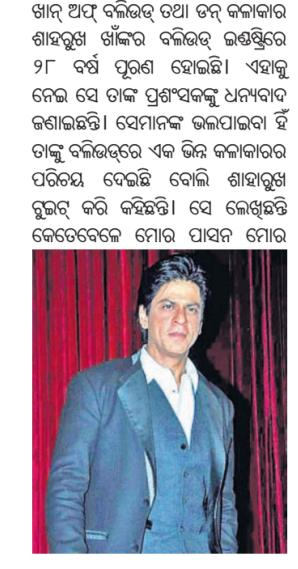 ଖାନ୍ ଅଫ୍ ବଲିଉଡ୍ ତଥା ଡନ୍ କଳାକାର
ଶାହରୁଖ ଖାଁଙ୍କର ବଲିଉଡ୍ ଇଣ୍ଡଷ୍ଟ୍ରିରେ
୨୮ ବର୍ଷ ପୂରଣ ହୋଇଛି। ଏହାକୁ
ନେଇ ସେ ତାଙ୍କ ପ୍ରଶଂସକଙ୍କୁ ଧନ୍ୟବାଦ
ଜଣାଇଛନ୍ତି। ସେମାନଙ୍କ ଭଲପାଇବା ହିଁ
ତାଙ୍କୁ ବଲିଉଡ୍‌ରେ ଏକ ଭିନ୍ନ କଳାକାରର
ପରିଚୟ ଦେଇଛି ବୋଲି ଶାହାରୁଖ
ଟୁଇଟ୍ କରି କହିଛନ୍ତି। ସେ ଲେଖିଛନ୍ତି
କେତେବେଳେ ମୋର ପାସନ ମୋର